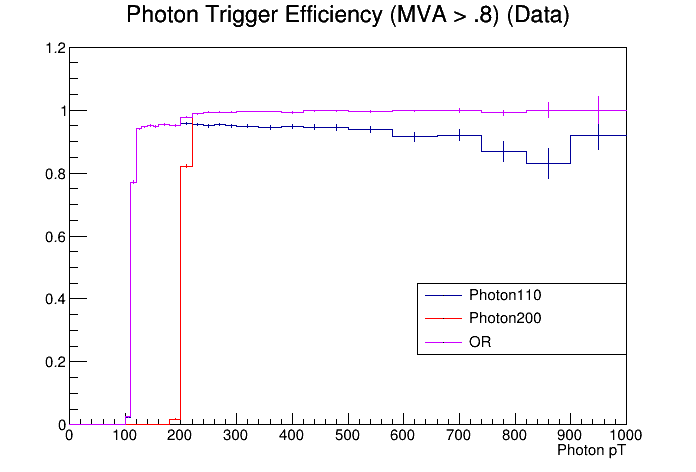 Photon Trigger Efficiency (MVA > .8) (Data)
1.2
1
0.8
0.6
0.4
0.2
0
Photon110
Photon200
OR
0 100 200 300 400 500 600 700 800 900 1000
Photon pT